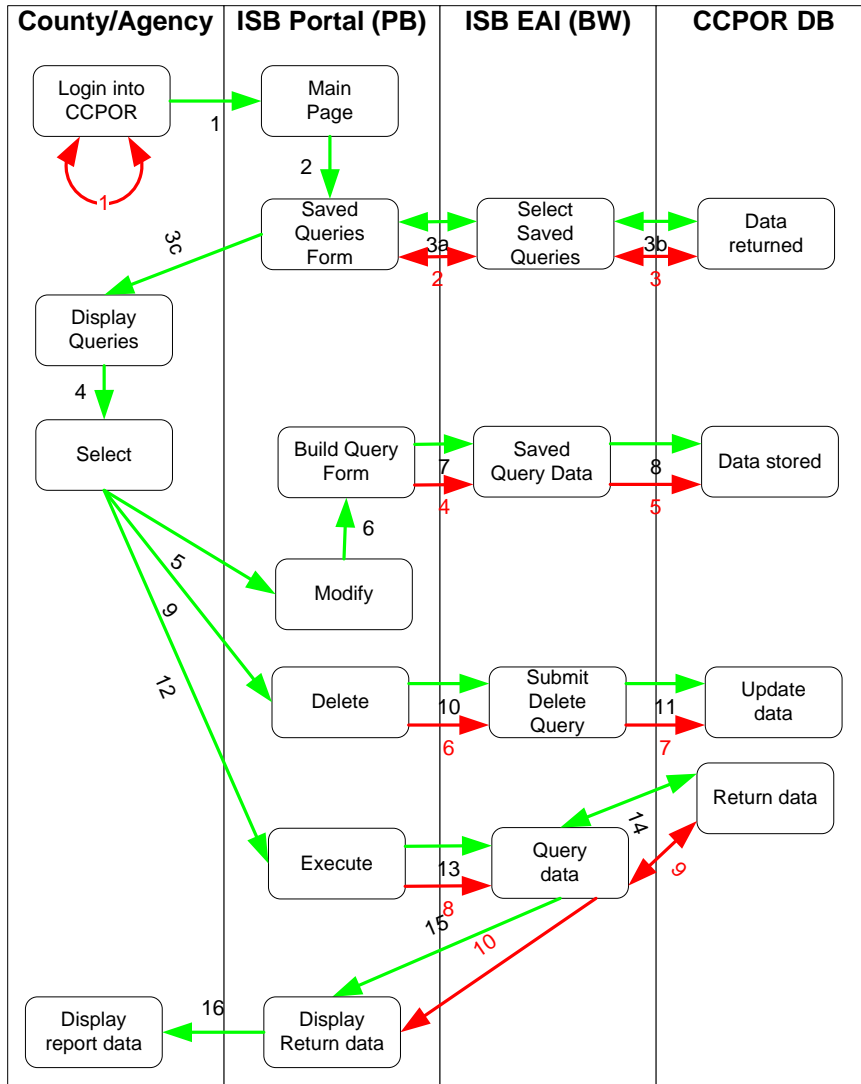 County/Agency
ISB Portal (PB)
ISB EAI (BW)
CCPOR DB
Login into
CCPOR
1
Main
Page
1
2
Saved
Queries
Form
3a
2
Select
Saved
Queries
3b
3
Data
returned
3c
Display
Queries
4
Select
Build Query
Form
7
4
Saved
Query Data
8
5
Data stored
6
5
Modify
9
12
Delete
10
6
Submit
Delete
Query
11
7
Update
data
Return data
14
9
Execute
13
8
Query
data
15
10
16
Display
report data
Display
Return data